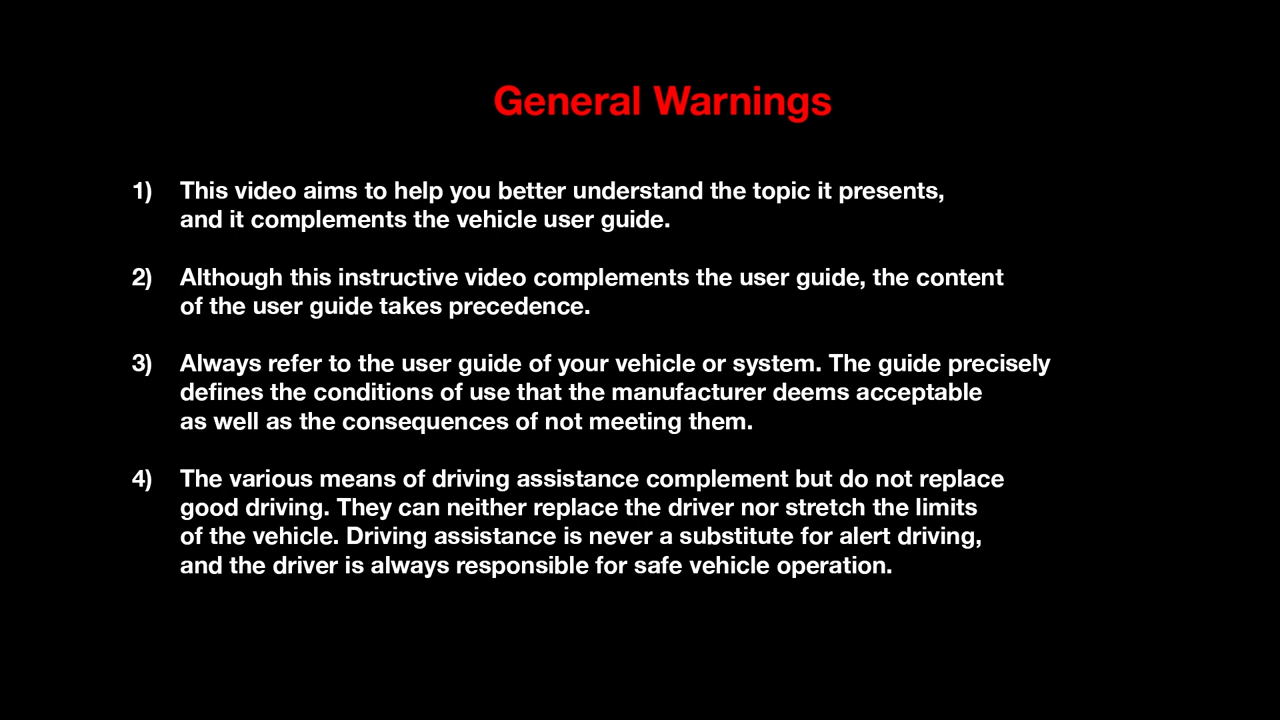 General Warnings
1) This video aims to help you better understand the topic it presents,
and it complements the vehicle user guide.
2) Although this instructive video complements the user guide, the content
of the user guide takes precedence.
3) Always refer to the user guide of your vehicle or system. The guide precisely
defines the conditions of use that the manufacturer deems acceptable
as well as the consequences of not meeting them.
4) The various means of driving assistance complement but do not replace
good driving. They can neither replace the driver nor stretch the limits
of the vehicle. Driving assistance is never a substitute for alert driving,
and the driver is always responsible for safe vehicle operation.